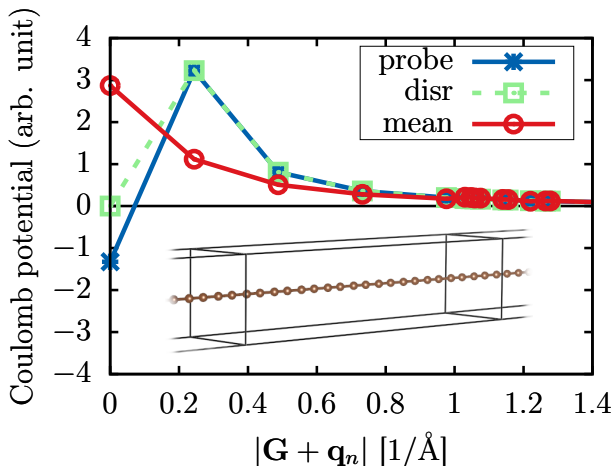 probe
disr
mean
Coulomb potential (arb. unit)
4
3
2
1
0
−1
−2
−3
−4
0 0.2 0.4 0.6 0.8 1 1.2 1.4
|G + qₙ| [1/Å]